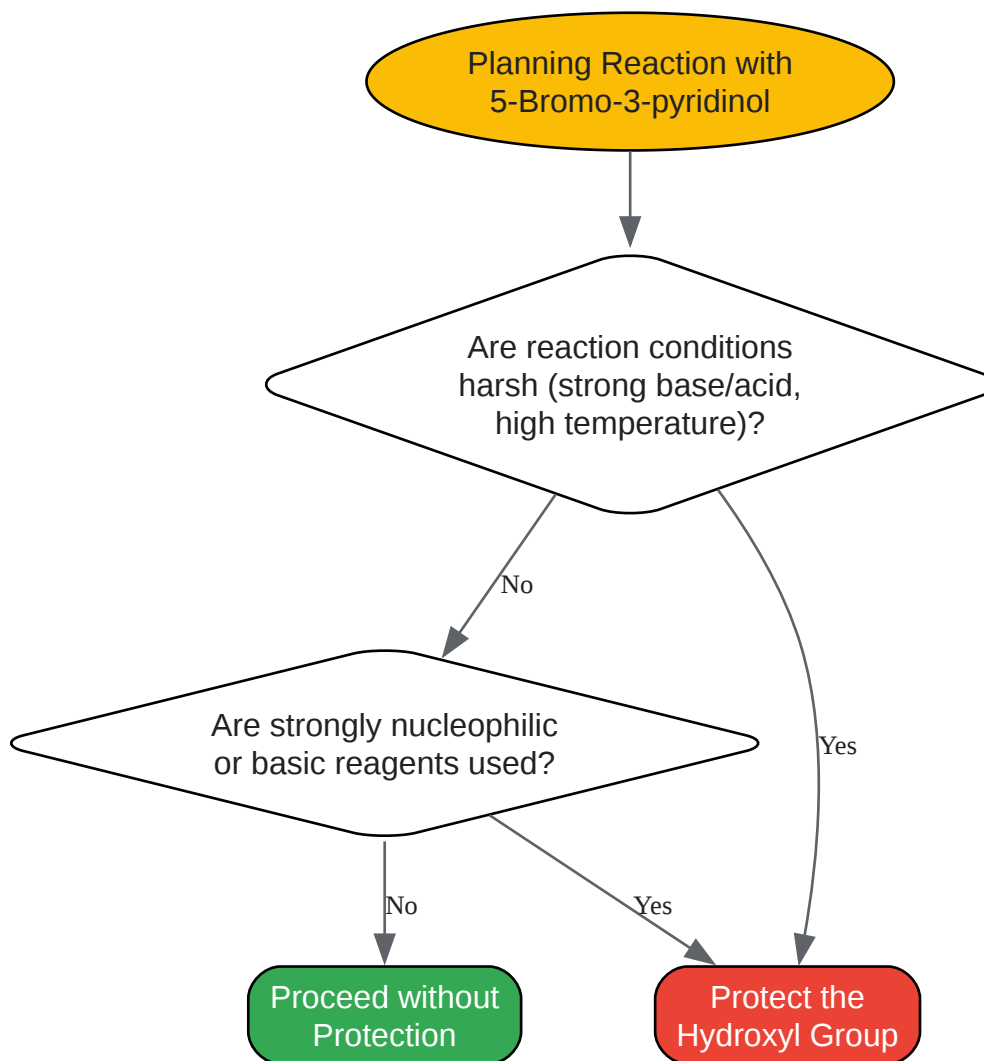 Planning Reaction with
5-Bromo-3-pyridinol
Are reaction conditions
harsh (strong base/acid,
high temperature)?
No
Yes
Are strongly nucleophilic
or basic reagents used?
No
Yes
Proceed without
Protection
Protect the
Hydroxyl Group